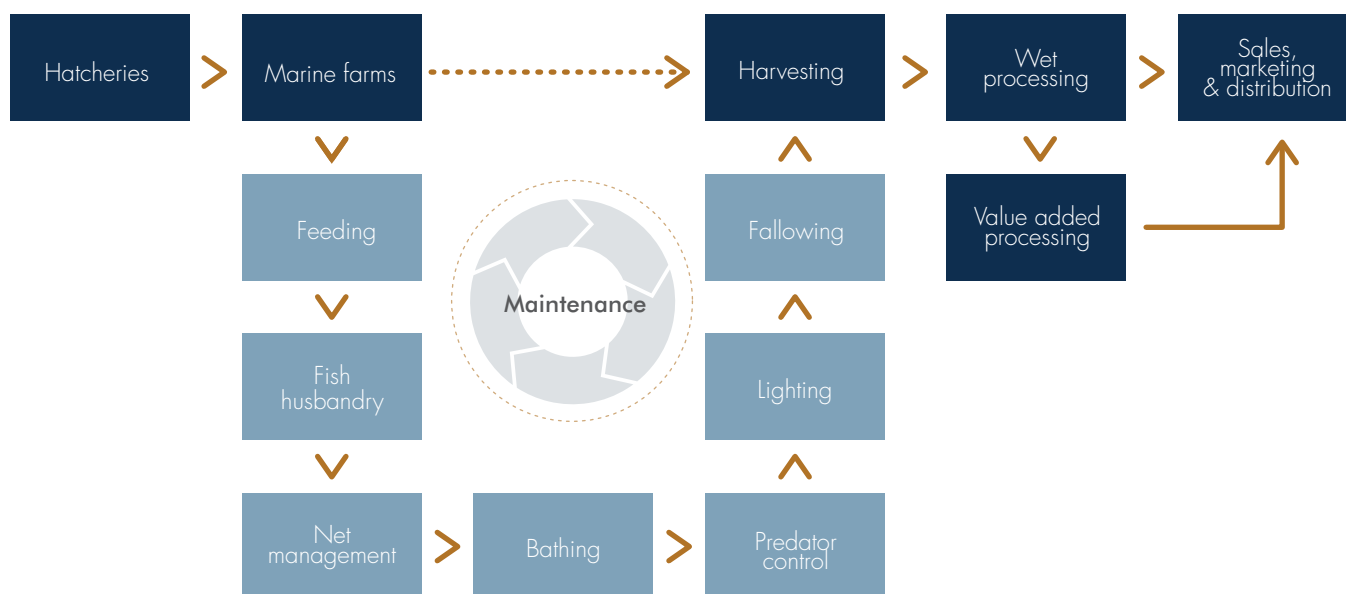 Hatcheries
Marine farms
Harvesting
Wet
processing
Sales,
marketing
& distribution
Feeding
Fallowing
Value added
processing
Maintenance
Fish
husbandry
Lighting
Net
management
Bathing
Predator
control